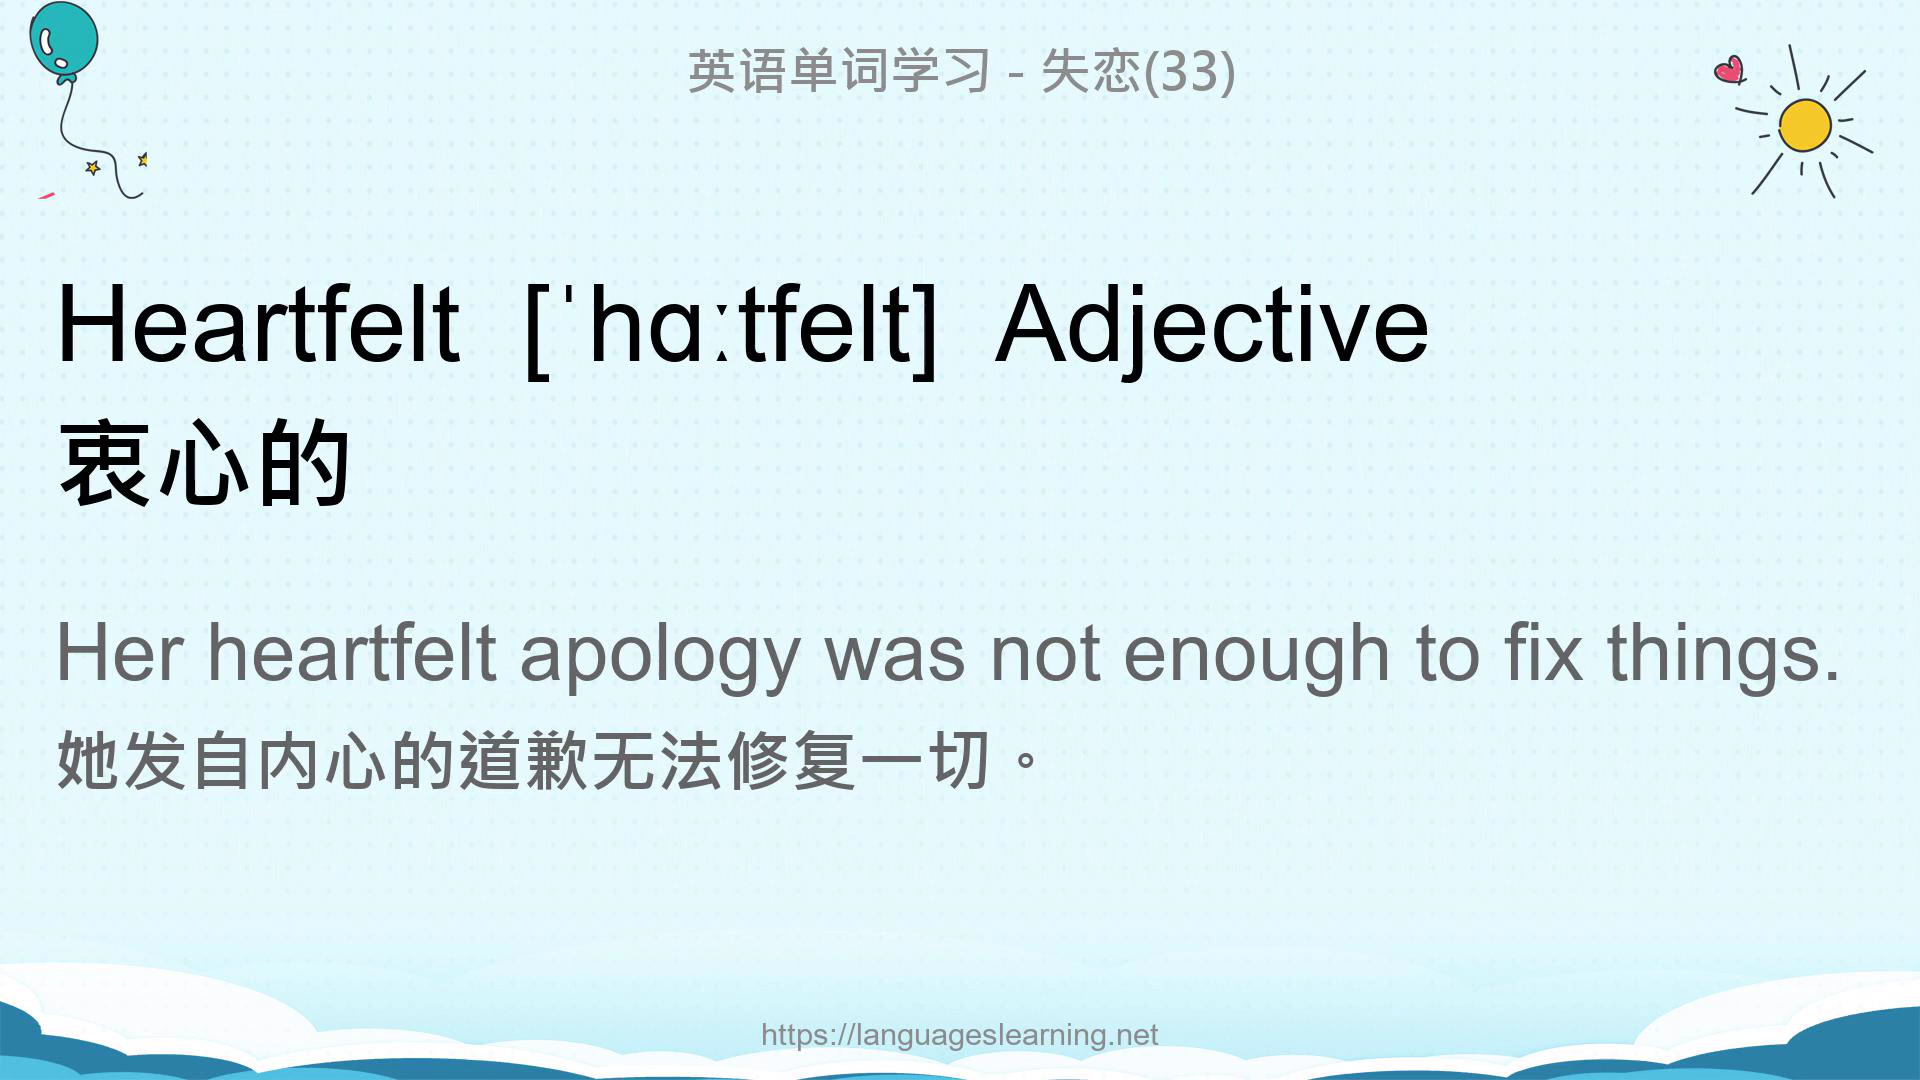 英语单词学习 - 失恋(33)
Heartfelt [ˈhɑːtfelt] Adjective
衷心的
Her heartfelt apology was not enough to fix things.
她发自内心的道歉无法修复一切。
https://languageslearning.net